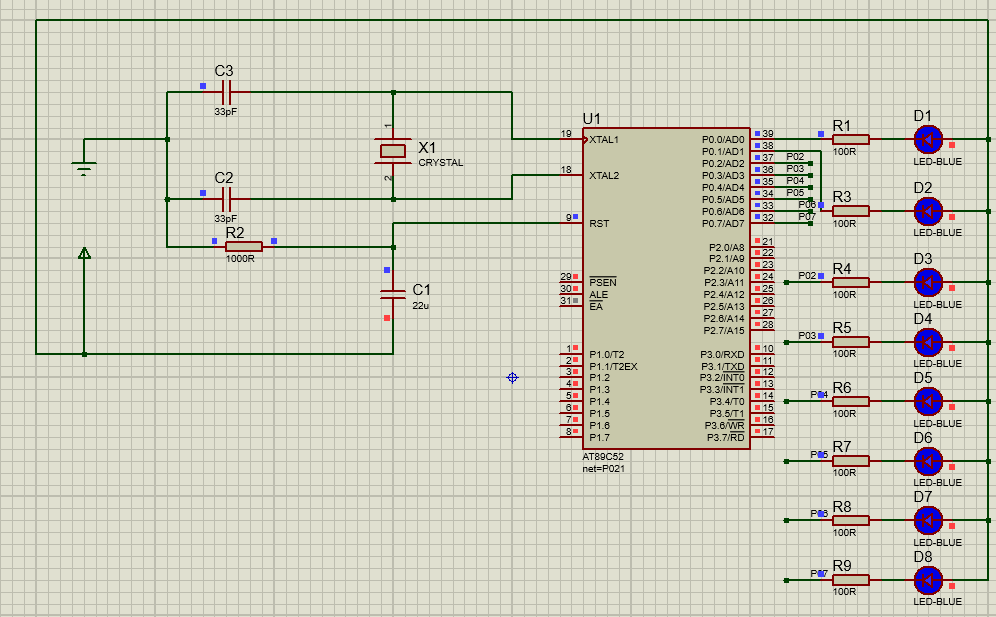 C3
33pF
1
X1
CRYSTAL
2
C2
33pF
R2
1000R
C1
22u
U1
19 XTAL1
18 XTAL2
9 RST
29 PSEN
30 ALE
31 EA
1 P1.0/T2
2 P1.1/T2EX
3 P1.2
4 P1.3
5 P1.4
6 P1.5
7 P1.6
8 P1.7
P0.0/AD0 39
P0.1/AD1 38
P0.2/AD2 37 P02
P0.3/AD3 36 P03
P0.4/AD4 35 P04
P0.5/AD5 34 P05
P0.6/AD6 33 P06
P0.7/AD7 32 P07
P2.0/A8 21
P2.1/A9 22
P2.2/A10 23
P2.3/A11 24
P2.4/A12 25
P2.5/A13 26
P2.6/A14 27
P2.7/A15 28
P3.0/RXD 10
P3.1/TXD 11
P3.2/INT0 12
P3.3/INT1 13
P3.4/T0 14
P3.5/T1 15
P3.6/WR 16
P3.7/RD 17
AT89C52
net=P021
R1
100R
D1
LED-BLUE
R3
100R
D2
LED-BLUE
P02
R4
100R
D3
LED-BLUE
P03
R5
100R
D4
LED-BLUE
R6
100R
D5
LED-BLUE
R7
100R
D6
LED-BLUE
R8
100R
D7
LED-BLUE
R9
100R
D8
LED-BLUE